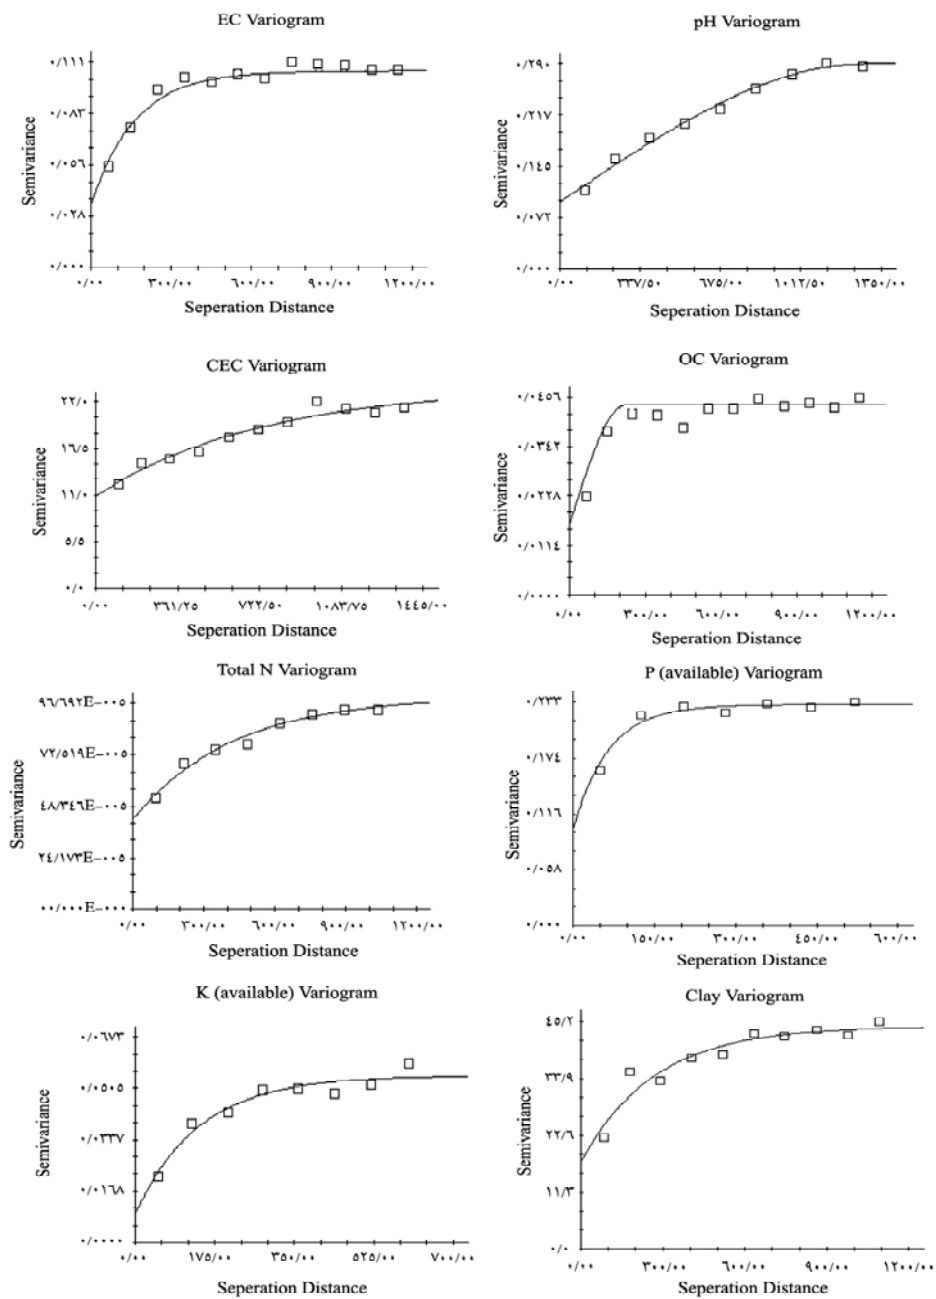 EC Variogram
٠/١١١
٠/٠٨٣
٠/٠٥٦
٠/٠٢٨
٠/٠٠٠
Semivariance
٠/٠٠ ٣٠٠/٠٠ ٦٠٠/٠٠ ٩٠٠/٠٠ ١٢٠٠/٠٠
Seperation Distance
pH Variogram
٠/٢٩٠
٠/٢١٧
٠/١٤٥
٠/٠٧٢
٠/٠٠٠
Semivariance
٠/٠٠ ٣٣٧/٥٠ ٦٧٥/٠٠ ١٠١٢/٥٠ ١٣٥٠/٠٠
Seperation Distance
CEC Variogram
٢٢/٠
١٦/٥
١١/٠
٥/٥
٠/٠
Semivariance
٠/٠٠ ٣٦١/٢٥ ٧٢٢/٥٠ ١٠٨٣/٧٥ ١٤٤٥/٠٠
Seperation Distance
OC Variogram
٠/٠٤٥٦
٠/٠٣٤٢
٠/٠٢٢٨
٠/٠١١٤
٠/٠٠٠٠
Semivariance
٠/٠٠ ٣٠٠/٠٠ ٦٠٠/٠٠ ٩٠٠/٠٠ ١٢٠٠/٠٠
Seperation Distance
Total N Variogram
٩٦/٦٩٢E–٠٠٥
٧٢/٥١٩E–٠٠٥
٤٨/٣٤٦E–٠٠٥
٢٤/١٧٣E–٠٠٥
٠٠/٠٠٠E–٠٠٠
Semivariance
٠/٠٠ ٣٠٠/٠٠ ٦٠٠/٠٠ ٩٠٠/٠٠ ١٢٠٠/٠٠
Seperation Distance
P (available) Variogram
٠/٢٣٣
٠/١٧٤
٠/١١٦
٠/٠٥٨
٠/٠٠٠
Semivariance
٠/٠٠ ١٥٠/٠٠ ٣٠٠/٠٠ ٤٥٠/٠٠ ٦٠٠/٠٠
Seperation Distance
K (available) Variogram
٠/٠٦٧٣
٠/٠٥٠٥
٠/٠٣٣٧
٠/٠١٦٨
٠/٠٠٠٠
Semivariance
٠/٠٠ ١٧٥/٠٠ ٣٥٠/٠٠ ٥٢٥/٠٠ ٧٠٠/٠٠
Seperation Distance
Clay Variogram
٤٥/٢
٣٣/٩
٢٢/٦
١١/٣
٠/٠
Semivariance
٠/٠٠ ٣٠٠/٠٠ ٦٠٠/٠٠ ٩٠٠/٠٠ ١٢٠٠/٠٠
Seperation Distance